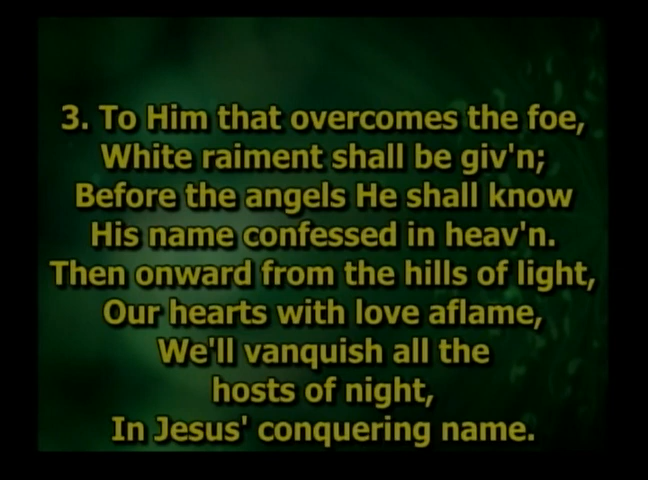 3. To Him that overcomes the foe,
White raiment shall be giv'n;
Before the angels He shall know
His name confessed in heav'n.
Then onward from the hills of light,
Our hearts with love aflame,
We'll vanquish all the
hosts of night,
In Jesus' conquering name.